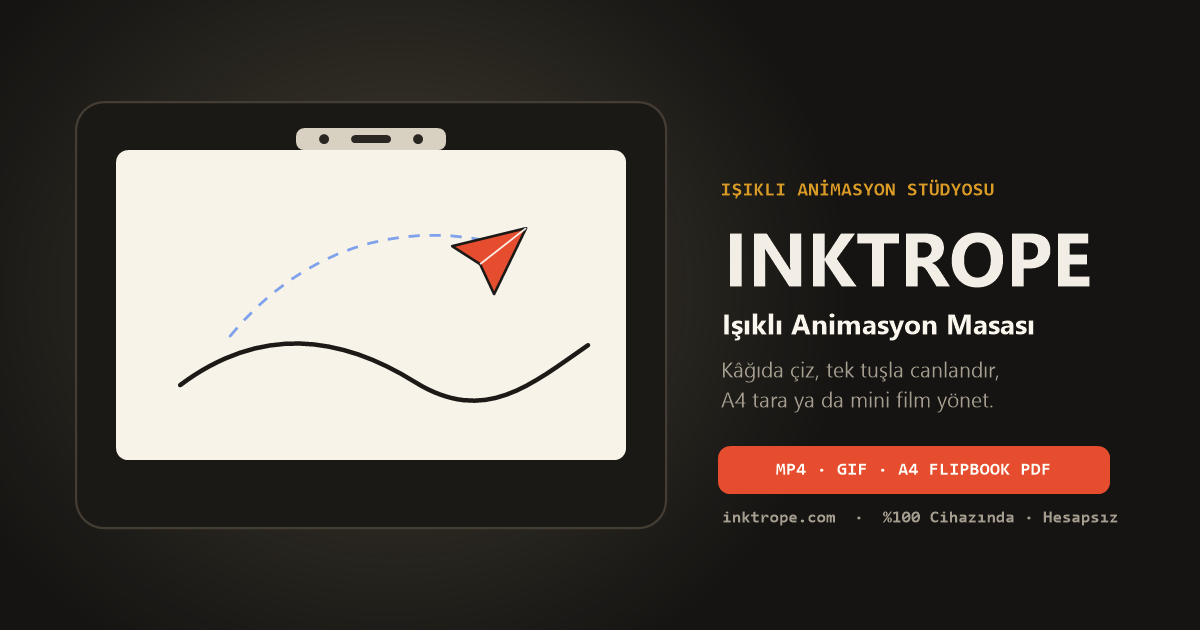 IŞIKLI ANİMASYON STÜDYOSU
INKTROPE
Işıklı Animasyon Masası
Kâğıda çiz, tek tuşla canlandır,
A4 tara ya da mini film yönet.
MP4 · GIF · A4 FLIPBOOK PDF
inktrope.com · %100 Cihazında · Hesapsız